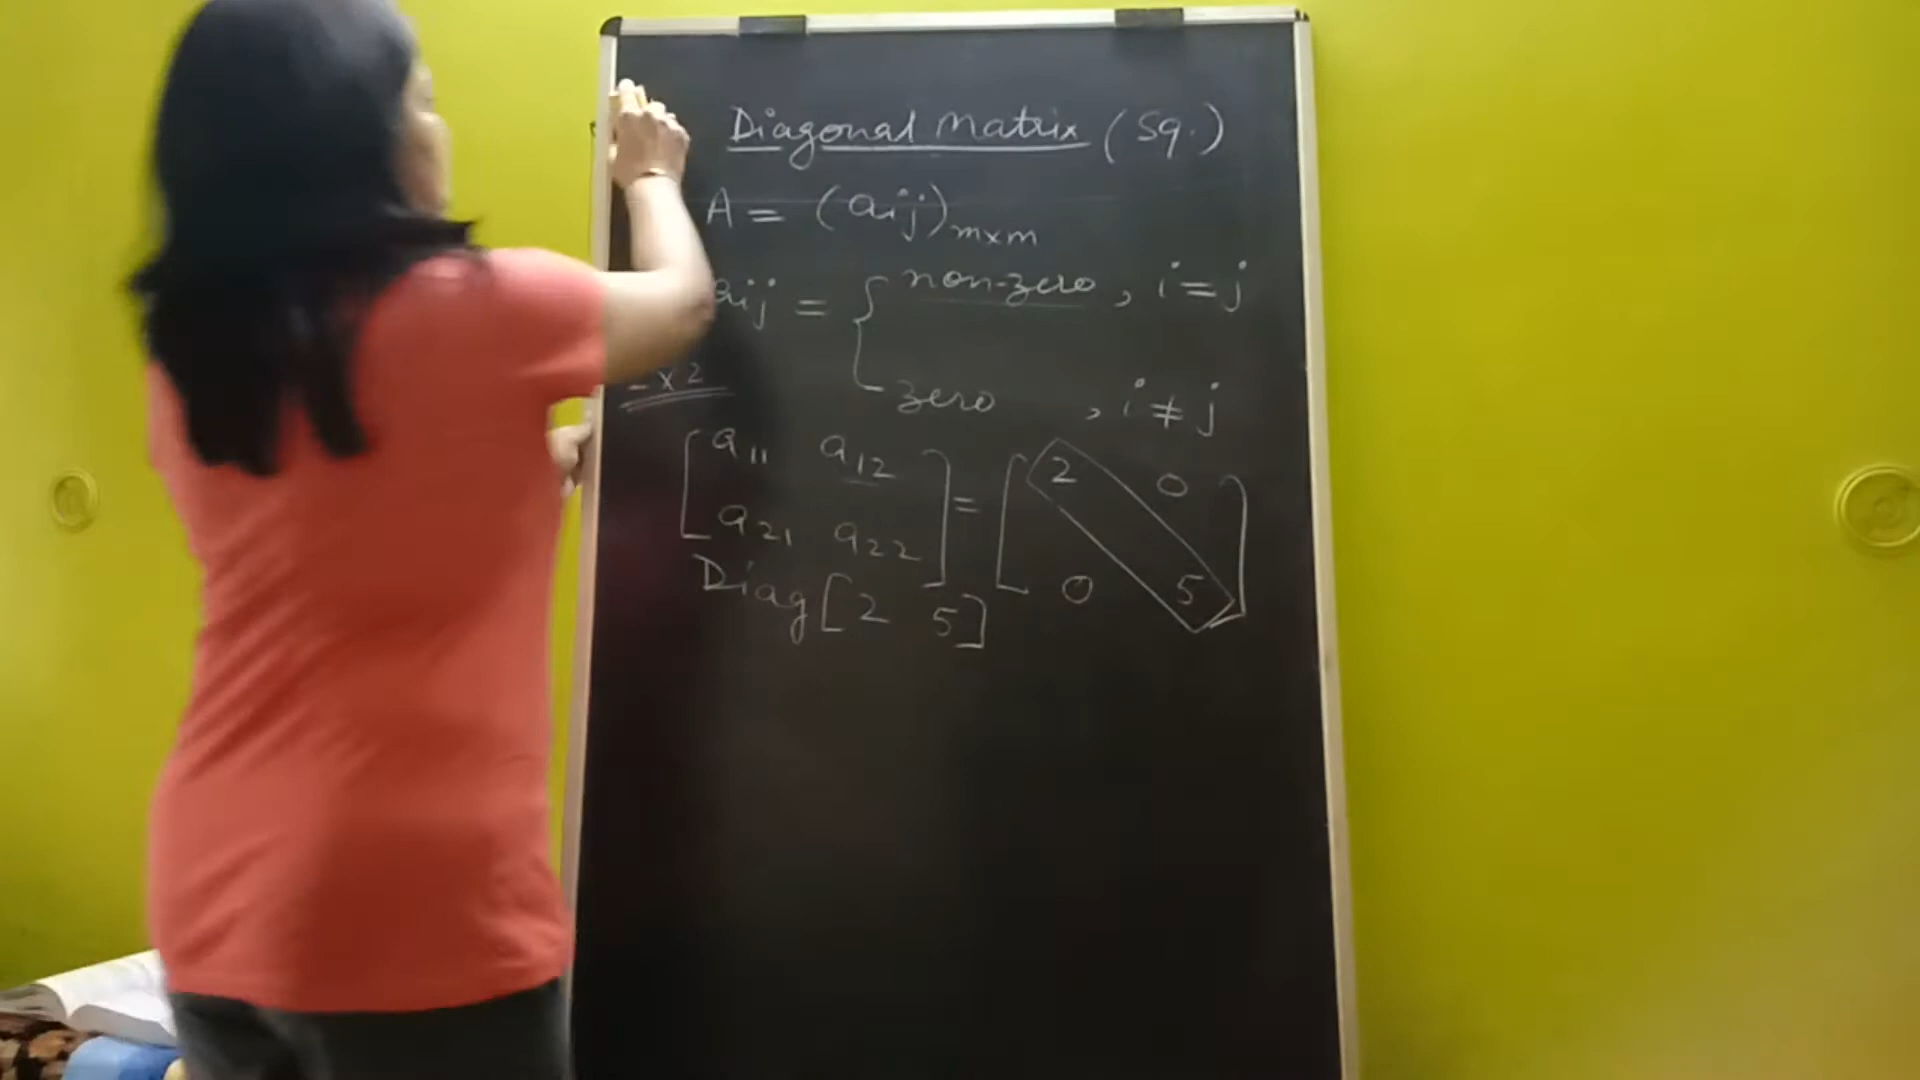 Diagonal Matrix (Sq.)
A = (aij)m×m
aij = { non-zero , i = j
zero , i ≠ j
×2
[a11 a12 a21 a22] = [2 0 0 5]
Diag [2 5]